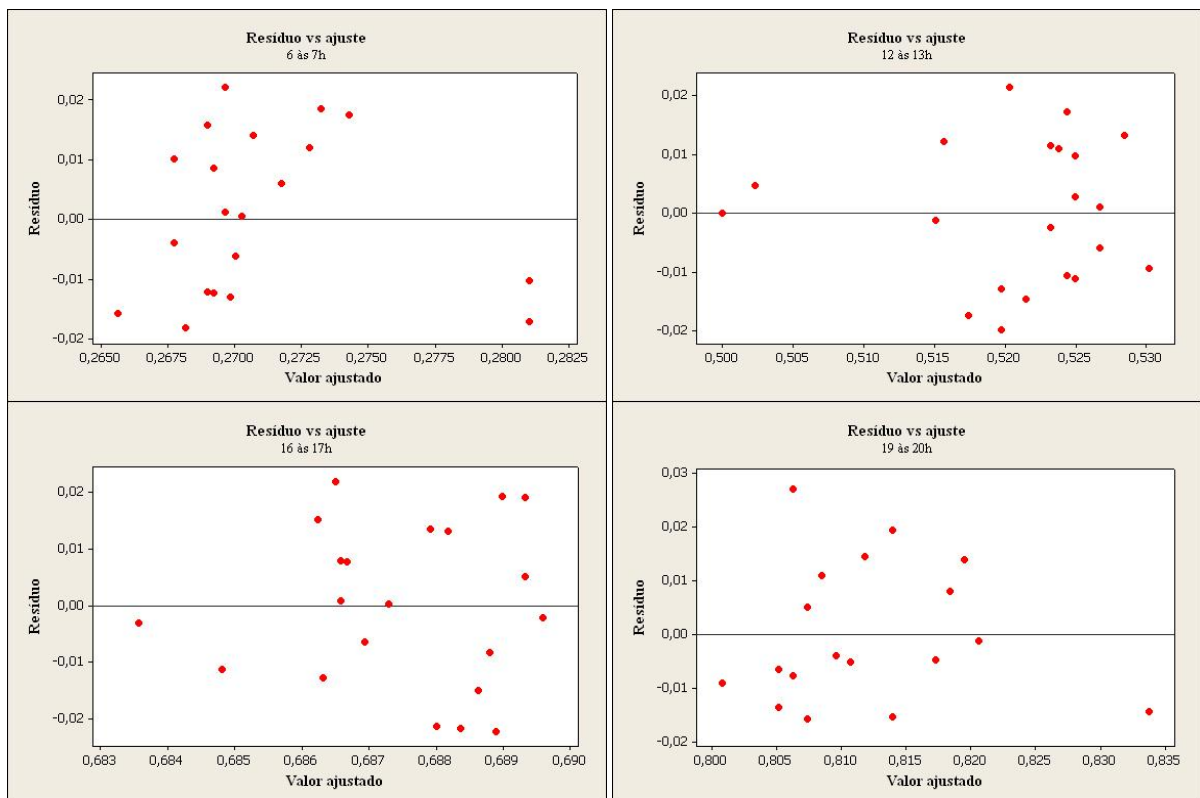 Resíduo vs ajuste
6 às 7h
Resíduo
0,02
0,01
0,00
-0,01
-0,02
0,2650 0,2675 0,2700 0,2725 0,2750 0,2775 0,2800 0,2825
Valor ajustado
Resíduo vs ajuste
12 às 13h
Resíduo
0,02
0,01
0,00
-0,01
-0,02
0,500 0,505 0,510 0,515 0,520 0,525 0,530
Valor ajustado
Resíduo vs ajuste
16 às 17h
Resíduo
0,02
0,01
0,00
-0,01
-0,02
0,683 0,684 0,685 0,686 0,687 0,688 0,689 0,690
Valor ajustado
Resíduo vs ajuste
19 às 20h
Resíduo
0,03
0,02
0,01
0,00
-0,01
-0,02
0,800 0,805 0,810 0,815 0,820 0,825 0,830 0,835
Valor ajustado